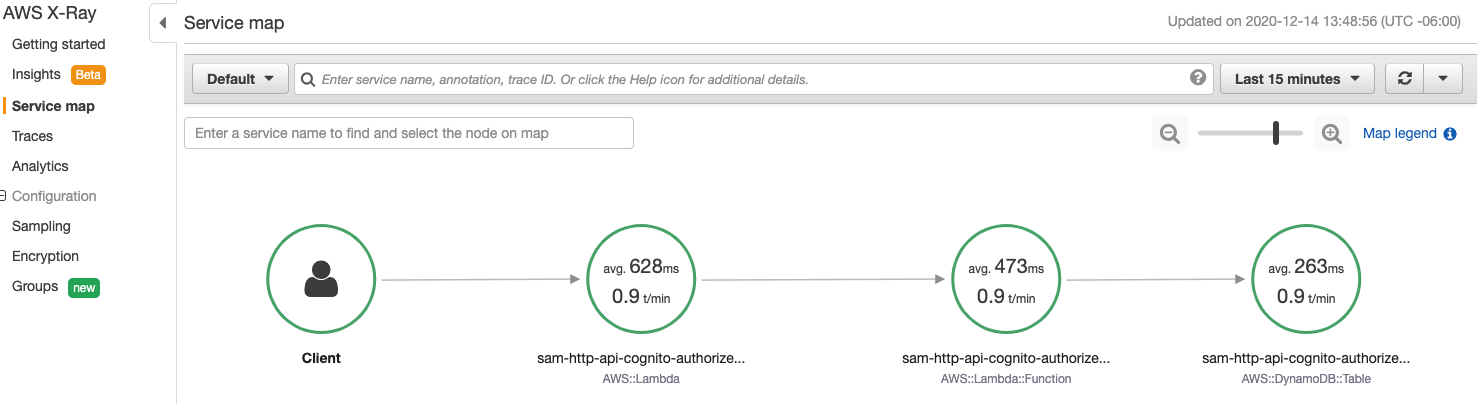 AWS X-Ray
Getting started
Insights Beta
Service map
Traces
Analytics
Configuration
Sampling
Encryption
Groups new
Service map
Updated on 2020-12-14 13:48:56 (UTC -06:00)
Default
Enter service name, annotation, trace ID. Or click the Help icon for additional details.
?
Last 15 minutes
Enter a service name to find and select the node on map
Map legend i
avg. 628ms
0.9 t/min
avg. 473ms
0.9 t/min
avg. 263ms
0.9 t/min
Client
sam-http-api-cognito-authorize...
AWS::Lambda
sam-http-api-cognito-authorize...
AWS::Lambda::Function
sam-http-api-cognito-authorize...
AWS::DynamoDB::Table